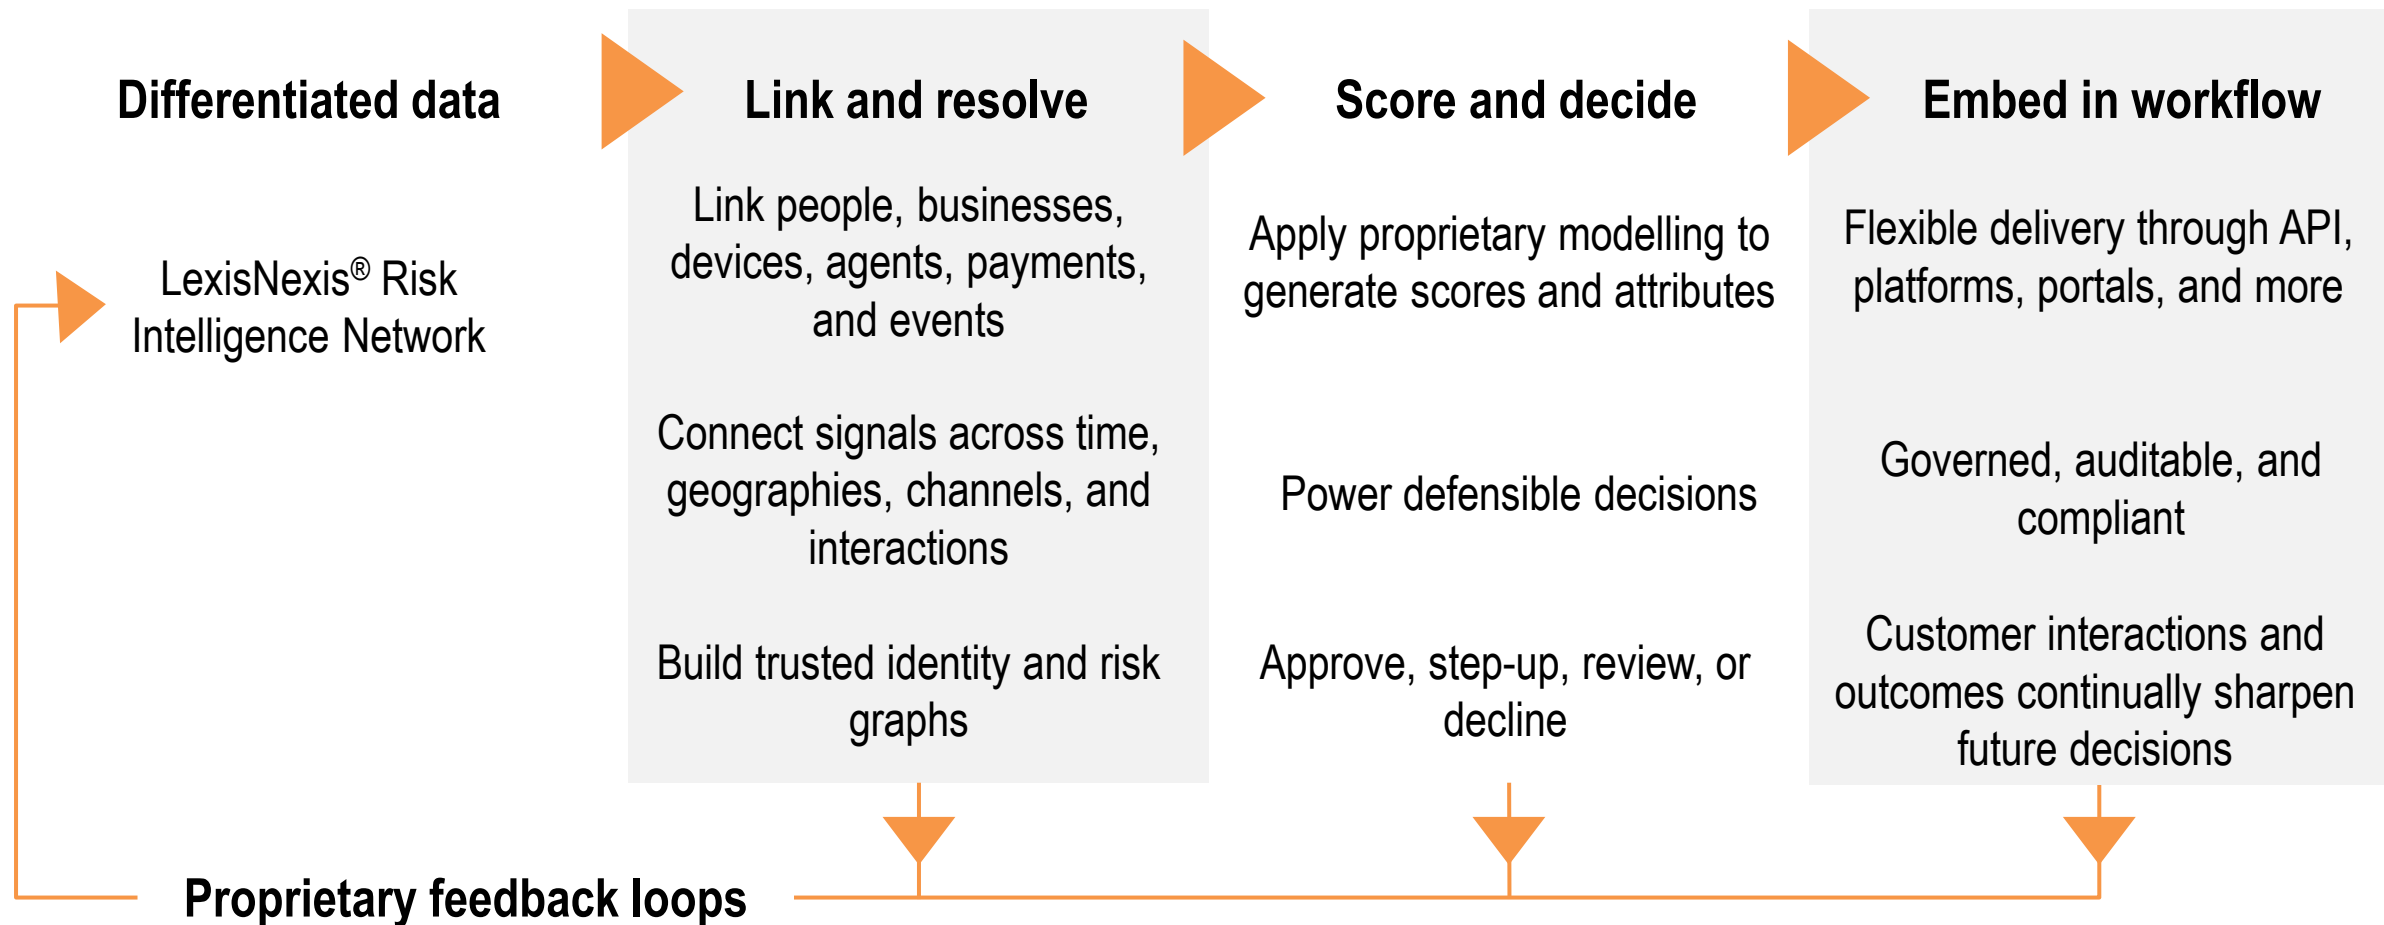 Differentiated data
LexisNexis® Risk
Intelligence Network
Link and resolve
Link people, businesses,
devices, agents, payments,
and events
Connect signals across time,
geographies, channels, and
interactions
Build trusted identity and risk
graphs
Score and decide
Apply proprietary modelling to
generate scores and attributes
Power defensible decisions
Approve, step-up, review, or
decline
Embed in workflow
Flexible delivery through API,
platforms, portals, and more
Governed, auditable, and
compliant
Customer interactions and
outcomes continually sharpen
future decisions
Proprietary feedback loops